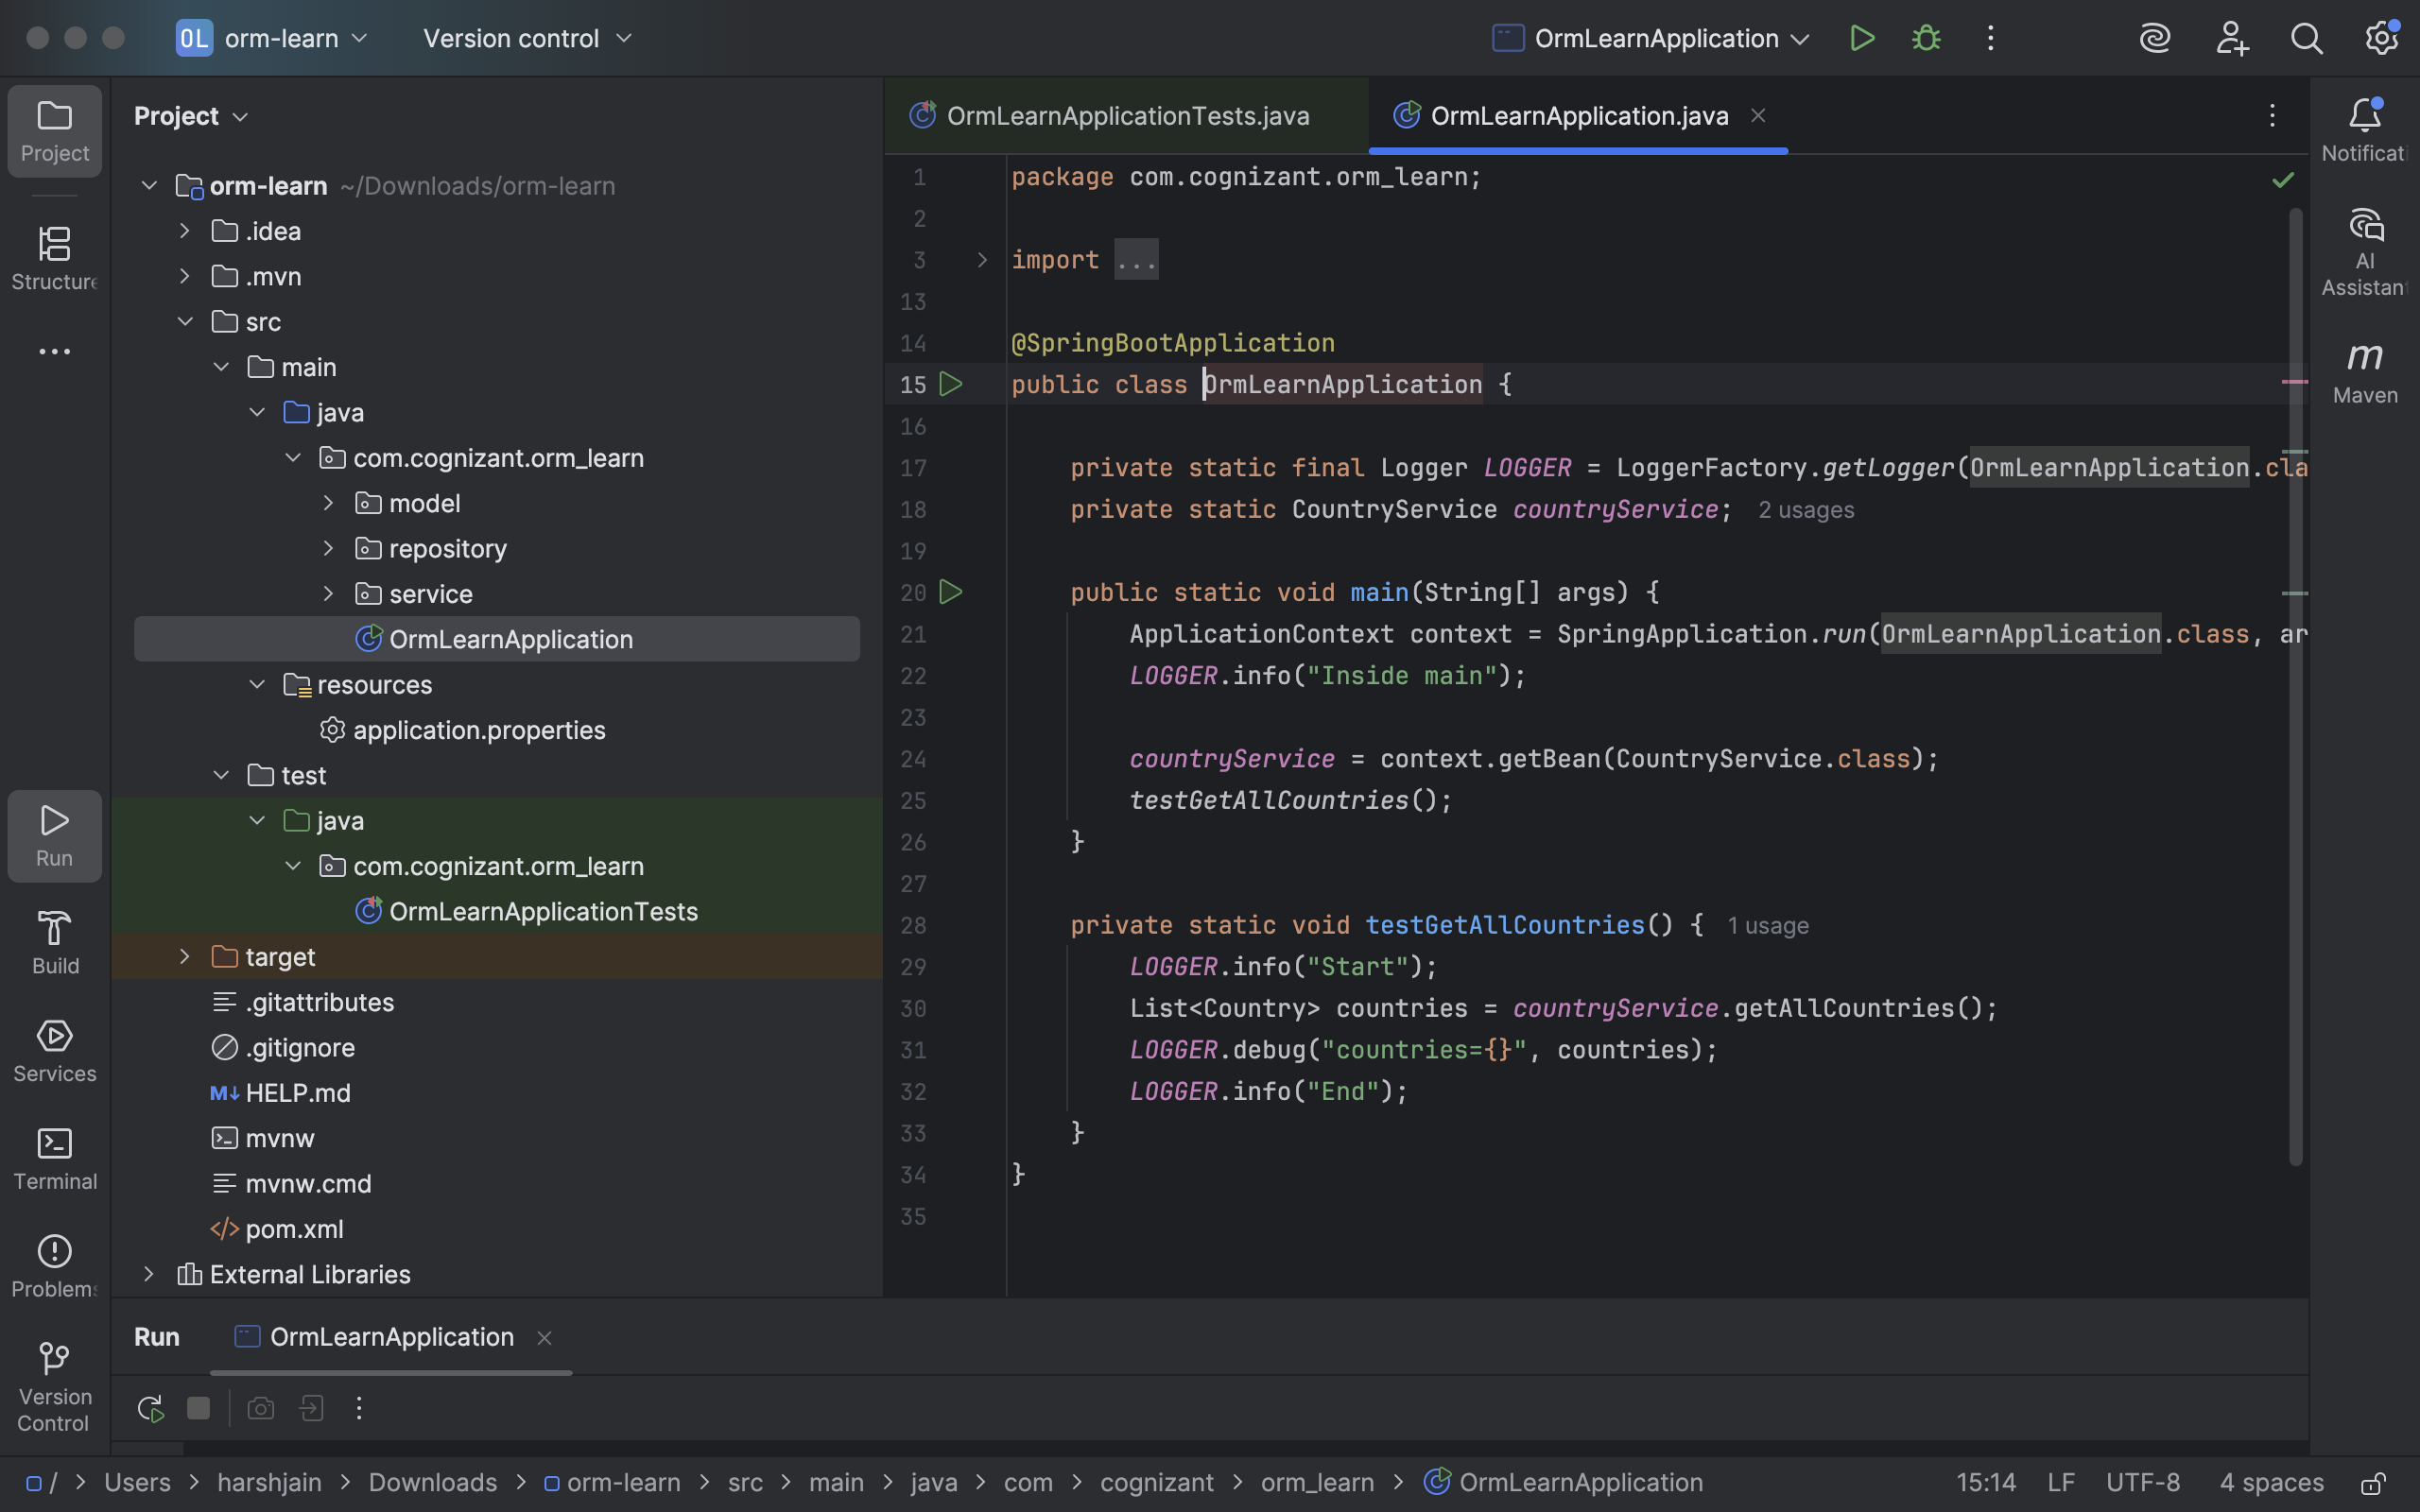 OL orm-learn Version control OrmLearnApplication
Project
Structure
Run
Build
Services
Terminal
Problems
Version
Control
Project
orm-learn ~/Downloads/orm-learn
.idea
.mvn
src
main
java
com.cognizant.orm_learn
model
repository
service
OrmLearnApplication
resources
application.properties
test
java
com.cognizant.orm_learn
OrmLearnApplicationTests
target
.gitattributes
.gitignore
M↓ HELP.md
mvnw
mvnw.cmd
</> pom.xml
External Libraries
OrmLearnApplicationTests.java OrmLearnApplication.java
1 package com.cognizant.orm_learn;
2
3 import ...
13
14 @SpringBootApplication
15 public class OrmLearnApplication {
16
17 private static final Logger LOGGER = LoggerFactory.getLogger(OrmLearnApplication.cla
18 private static CountryService countryService; 2 usages
19
20 public static void main(String[] args) {
21 ApplicationContext context = SpringApplication.run(OrmLearnApplication.class, ar
22 LOGGER.info("Inside main");
23
24 countryService = context.getBean(CountryService.class);
25 testGetAllCountries();
26 }
27
28 private static void testGetAllCountries() { 1 usage
29 LOGGER.info("Start");
30 List<Country> countries = countryService.getAllCountries();
31 LOGGER.debug("countries={}", countries);
32 LOGGER.info("End");
33 }
34 }
35
Notificati
AI
Assistant
m
Maven
Run OrmLearnApplication
/ > Users > harshjain > Downloads > orm-learn > src > main > java > com > cognizant > orm_learn > OrmLearnApplication 15:14 LF UTF-8 4 spaces